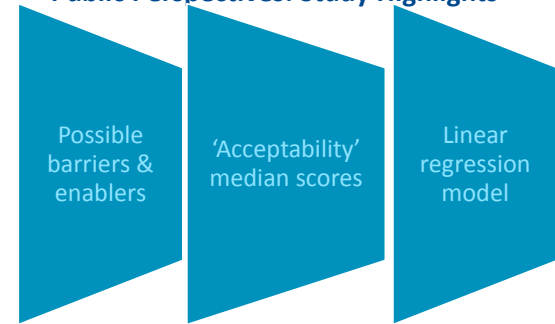 Public Perspectives: Study Highlights
Possible
barriers &
enablers
‘Acceptability’
median scores
Linear
regression
model